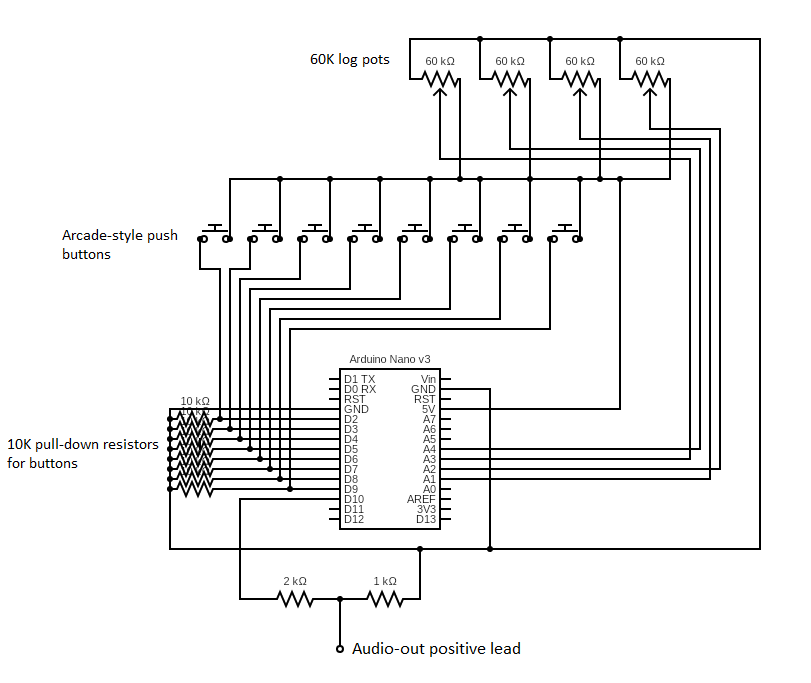 60K log pots
60 kΩ 60 kΩ 60 kΩ 60 kΩ
Arcade-style push
buttons
Arduino Nano v3
D1 TX Vin
D0 RX GND
RST RST
GND 5V
D2 A7
D3 A6
D4 A5
D5 A4
D6 A3
D7 A2
D8 A1
D9 A0
D10 AREF
D11 3V3
D12 D13
10 kΩ
10 kΩ
10K pull-down resistors
for buttons
2 kΩ 1 kΩ
Audio-out positive lead